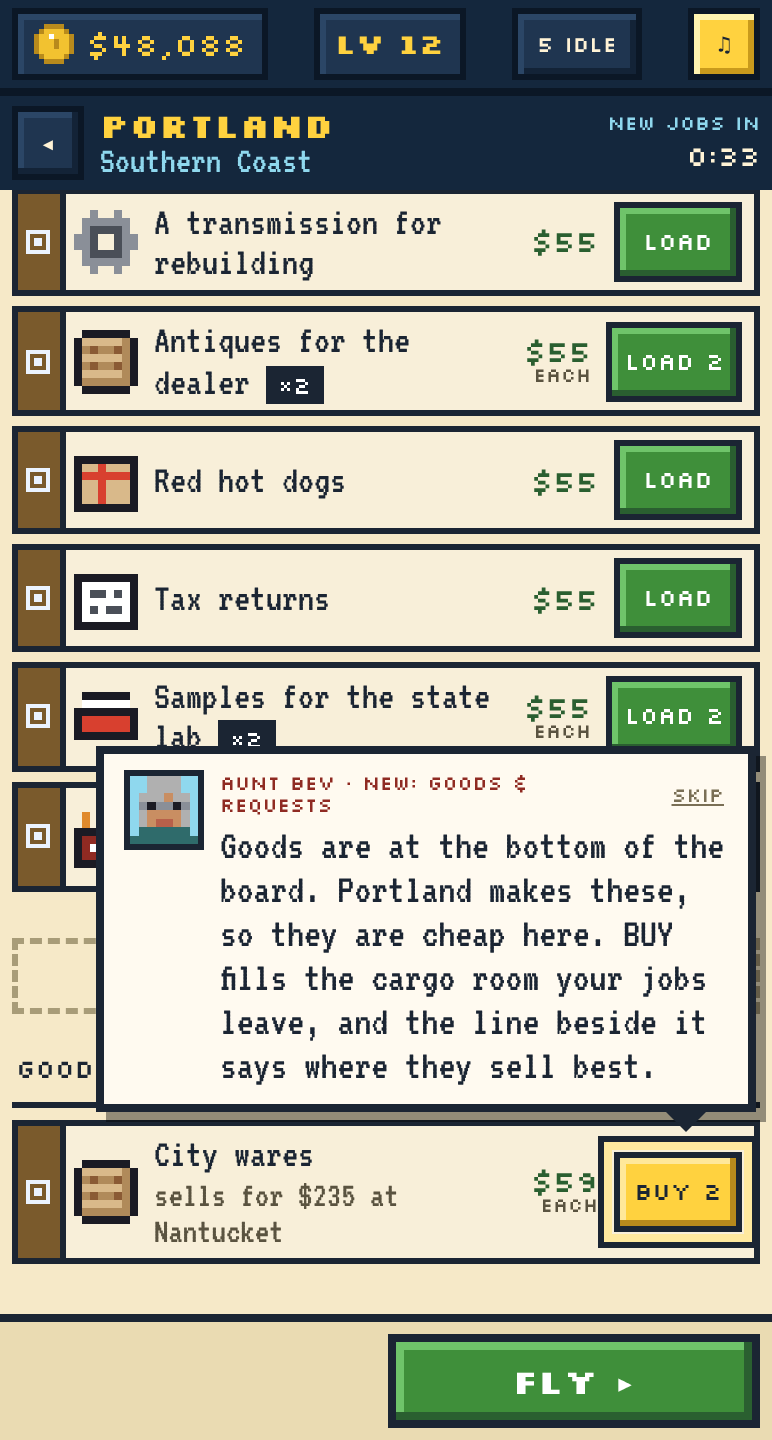 $48,088
LV 12
5 IDLE
♫
◂
PORTLAND
Southern Coast
NEW JOBS IN
0:33
A transmission for
rebuilding
$55
LOAD
Antiques for the
dealer x2
$55
EACH
LOAD 2
Red hot dogs
$55
LOAD
Tax returns
$55
LOAD
Samples for the state
lab x2
$55
EACH
LOAD 2
AUNT BEV · NEW: GOODS &
REQUESTS
SKIP
Goods are at the bottom of the
board. Portland makes these,
so they are cheap here. BUY
fills the cargo room your jobs
leave, and the line beside it
says where they sell best.
GOOD
City wares
sells for $235 at
Nantucket
$59
EACH
BUY 2
FLY ▸